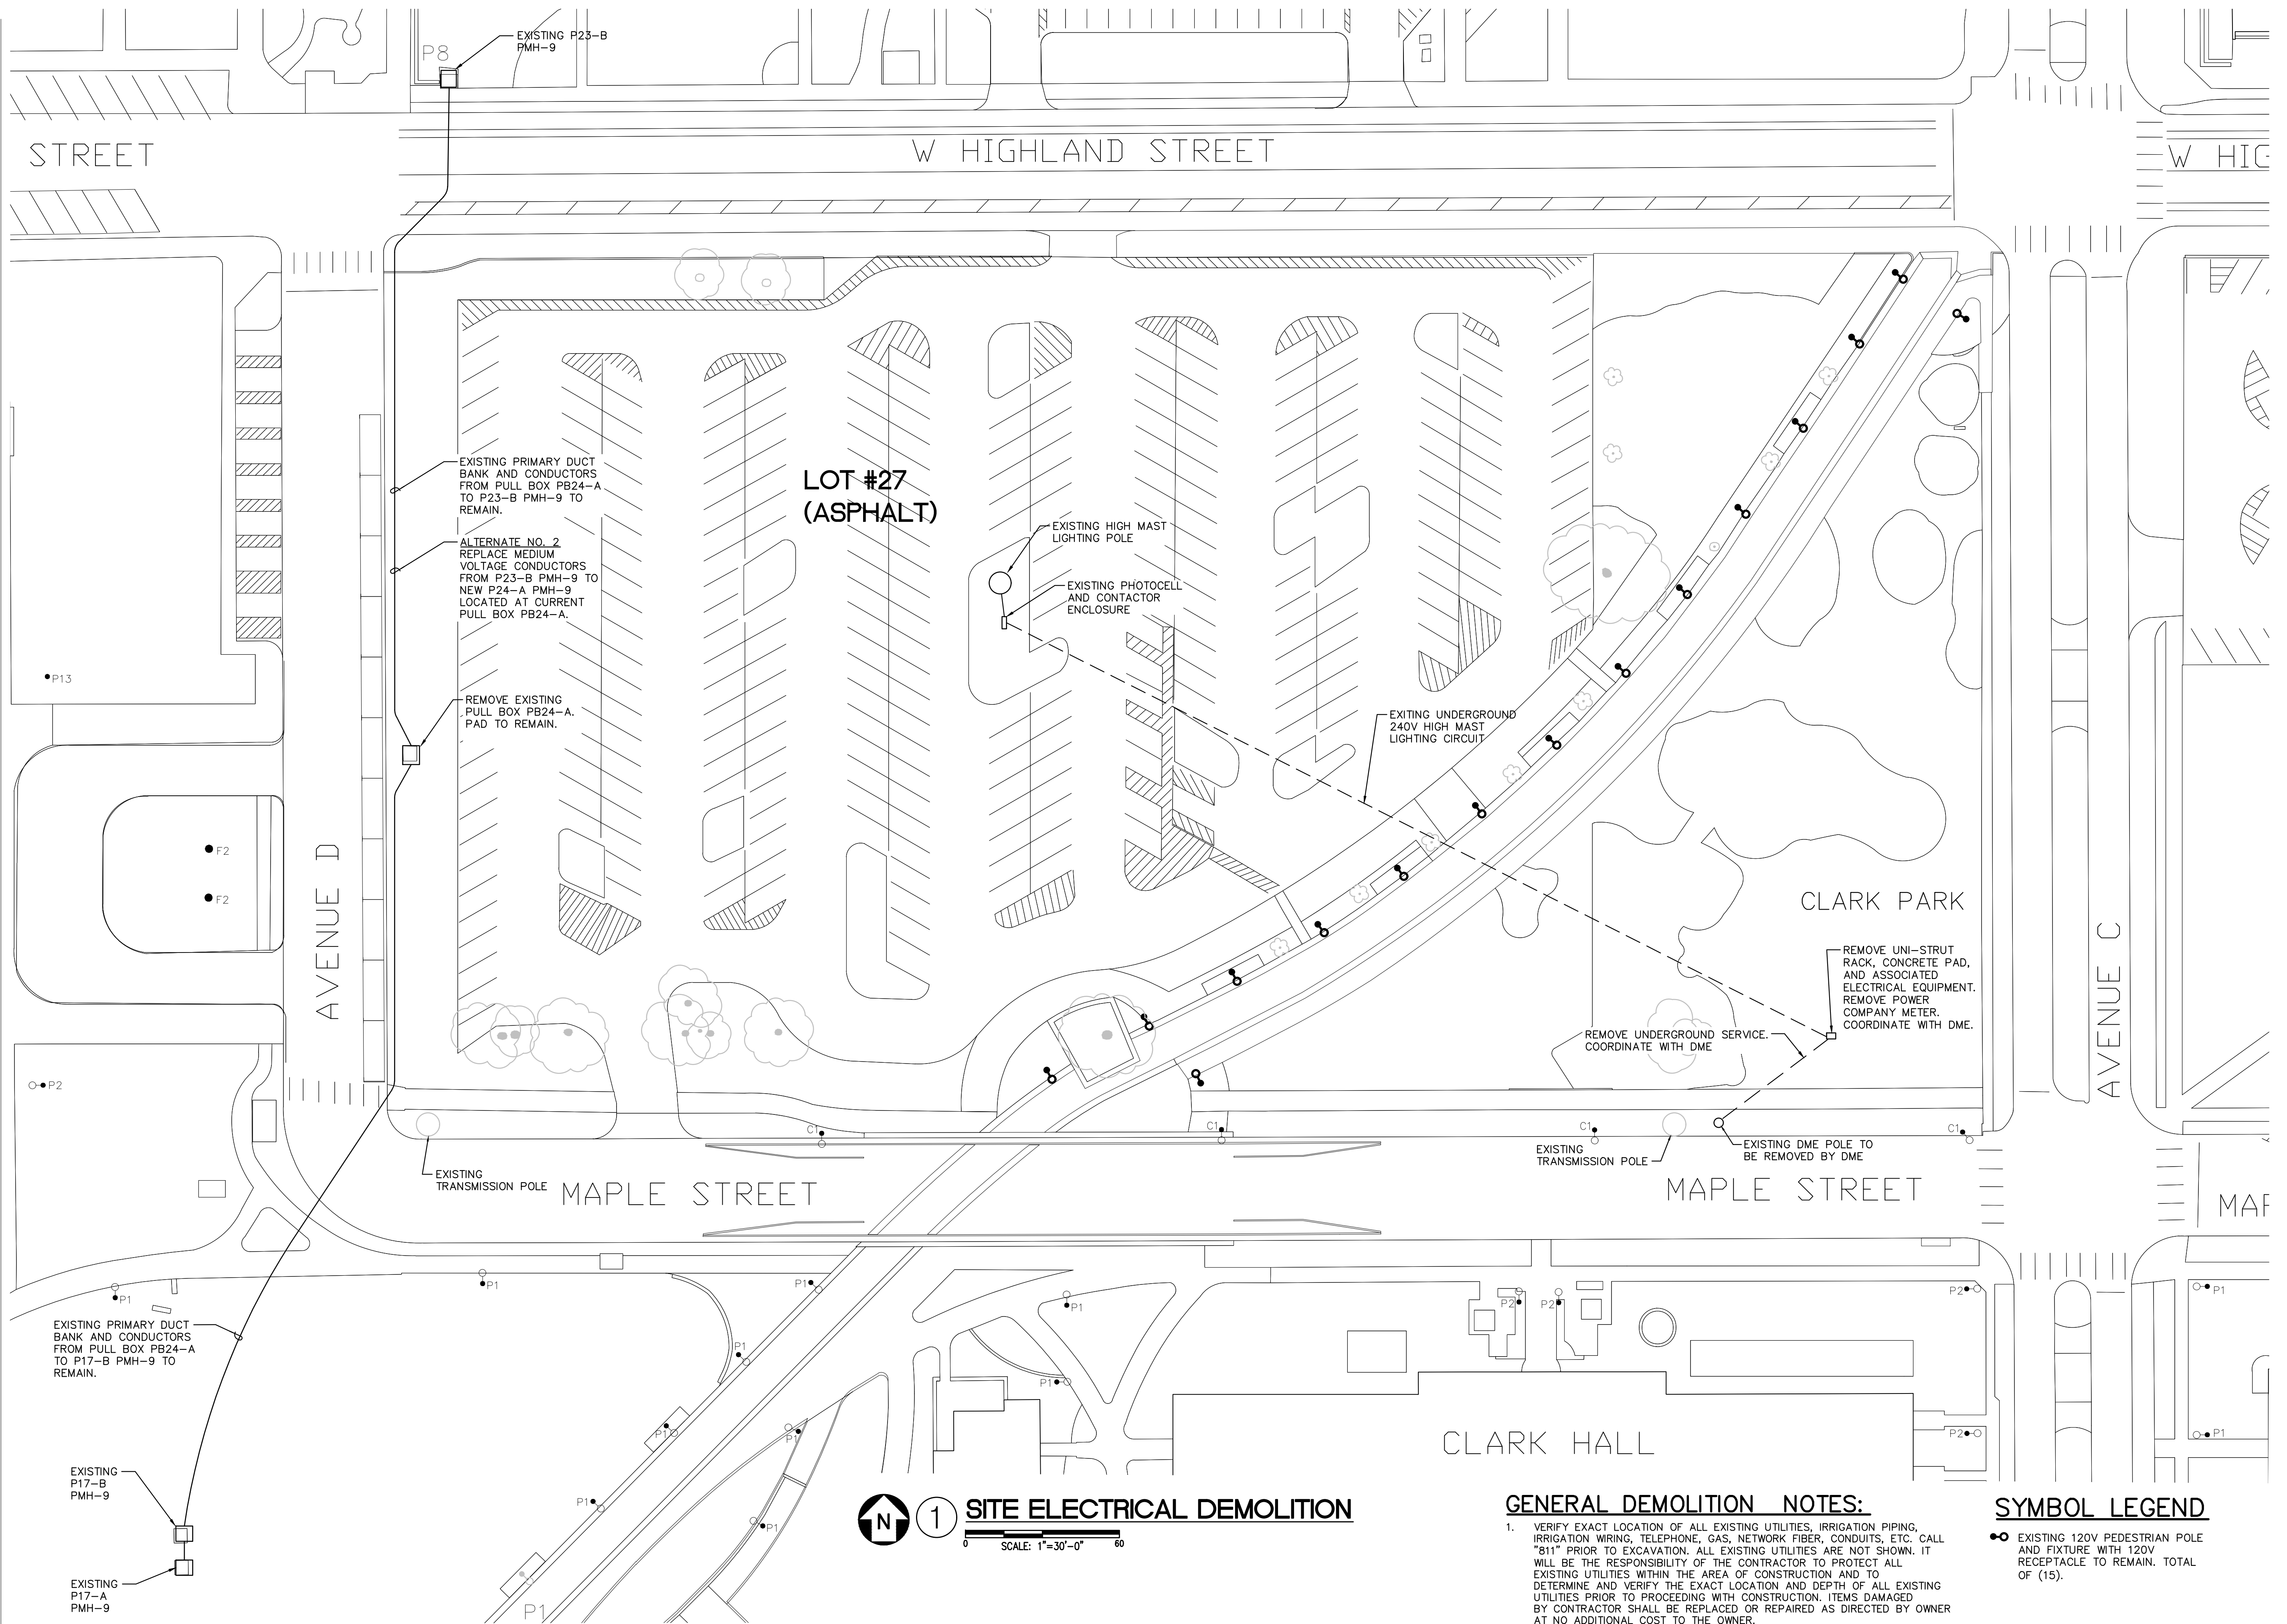 EXISTING P23-B
PMH-9
P8
STREET
W HIGHLAND STREET
W HIG
EXISTING PRIMARY DUCT
BANK AND CONDUCTORS
FROM PULL BOX PB24-A
TO P23-B PMH-9 TO
REMAIN.
LOT #27
(ASPHALT)
EXISTING HIGH MAST
LIGHTING POLE
ALTERNATE NO. 2
REPLACE MEDIUM
VOLTAGE CONDUCTORS
FROM P23-B PMH-9 TO
NEW P24-A PMH-9
LOCATED AT CURRENT
PULL BOX PB24-A.
EXISTING PHOTOCELL
AND CONTACTOR
ENCLOSURE
P13
REMOVE EXISTING
PULL BOX PB24-A.
PAD TO REMAIN.
EXITING UNDERGROUND
240V HIGH MAST
LIGHTING CIRCUIT
F2
F2
AVENUE D
CLARK PARK
AVENUE C
REMOVE UNI-STRUT
RACK, CONCRETE PAD,
AND ASSOCIATED
ELECTRICAL EQUIPMENT.
REMOVE POWER
COMPANY METER.
COORDINATE WITH DME.
REMOVE UNDERGROUND SERVICE.
COORDINATE WITH DME
P2
C1
C1
C1
C1
EXISTING
TRANSMISSION POLE
EXISTING
TRANSMISSION POLE
EXISTING DME POLE TO
BE REMOVED BY DME
MAPLE STREET
MAPLE STREET
MAP
P1
P1
P1
P1
P2
P2
P2
P1
EXISTING PRIMARY DUCT
BANK AND CONDUCTORS
FROM PULL BOX PB24-A
TO P17-B PMH-9 TO
REMAIN.
P1
P1
P1
P1
P2
P1
CLARK HALL
EXISTING
P17-B
PMH-9
P1
P1
EXISTING
P17-A
PMH-9
P1
N
1 SITE ELECTRICAL DEMOLITION
0 SCALE: 1"=30'-0" 60
GENERAL DEMOLITION NOTES:
1. VERIFY EXACT LOCATION OF ALL EXISTING UTILITIES, IRRIGATION PIPING,
IRRIGATION WIRING, TELEPHONE, GAS, NETWORK FIBER, CONDUITS, ETC. CALL
"811" PRIOR TO EXCAVATION. ALL EXISTING UTILITIES ARE NOT SHOWN. IT
WILL BE THE RESPONSIBILITY OF THE CONTRACTOR TO PROTECT ALL
EXISTING UTILITIES WITHIN THE AREA OF CONSTRUCTION AND TO
DETERMINE AND VERIFY THE EXACT LOCATION AND DEPTH OF ALL EXISTING
UTILITIES PRIOR TO PROCEEDING WITH CONSTRUCTION. ITEMS DAMAGED
BY CONTRACTOR SHALL BE REPLACED OR REPAIRED AS DIRECTED BY OWNER
AT NO ADDITIONAL COST TO THE OWNER.
SYMBOL LEGEND
EXISTING 120V PEDESTRIAN POLE
AND FIXTURE WITH 120V
RECEPTACLE TO REMAIN. TOTAL
OF (15).